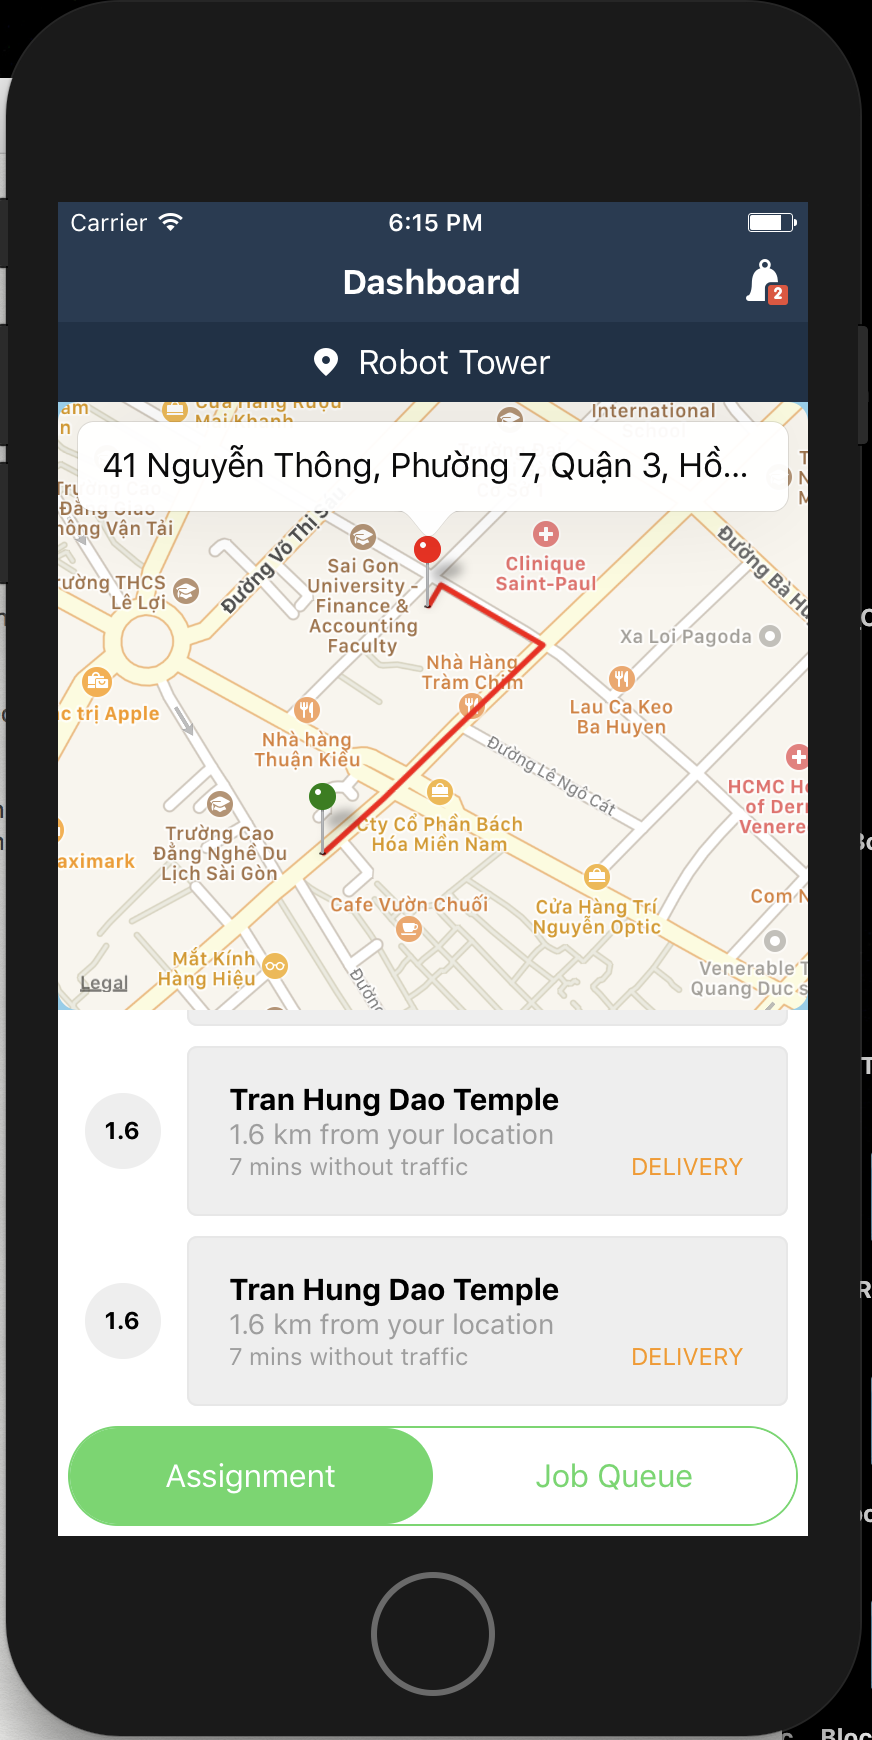 Carrier
6:15 PM
Dashboard
2
Robot Tower
International
School
41 Nguyễn Thông, Phường 7, Quận 3, Hồ...
Đẳng Giao
hông Vận Tải
Đường Võ Thị Sáu
Sai Gon
University -
Finance &
Accounting
Faculty
Clinique
Saint-Paul
Đường Bà Hu
rường THCS
Lê Lợi
Xa Loi Pagoda
Nhà Hàng
Tràm Chim
Lau Ca Keo
Ba Huyen
ác trị Apple
Nhà hàng
Thuận Kiều
Đường Lê Ngô Cát
HCMC Ho
of Derm
Venere
Trường Cao
Đẳng Nghề Du
Lịch Sài Gòn
Cty Cổ Phần Bách
Hóa Miền Nam
aximark
Cafe Vườn Chuối
Cửa Hàng Trí
Nguyễn Optic
Com N
Mắt Kính
Hàng Hiệu
Đường
Venerable T
Quang Duc s
Legal
1.6
Tran Hung Dao Temple
1.6 km from your location
7 mins without traffic
DELIVERY
1.6
Tran Hung Dao Temple
1.6 km from your location
7 mins without traffic
DELIVERY
Assignment
Job Queue